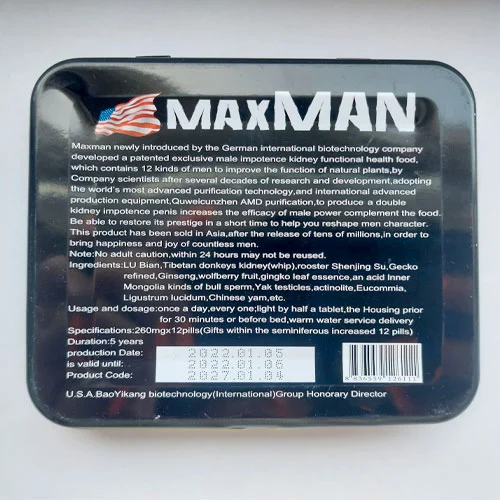 MAXMAN
Maxman newly introduced by the German international biotechnology company
developed a patented exclusive male impotence kidney functional health food,
which contains 12 kinds of men to improve the function of natural plants,by
Company scientists after several decades of research and development,adopting
the world's most advanced purification technology,and international advanced
production equipment,Quweicunzhen AMD purification,to produce a double
kidney impotence penis increases the efficacy of male power complement the food.
Be able to restore its prestige in a short time to help you reshape men character.
This product has been sold in Asia,after the release of tens of millions,in order to
bring happiness and joy of countless men.
Note:No adult caution,within 24 hours may not be reused.
Ingredients:LU Bian,Tibetan donkeys kidney(whip),rooster Shenjing Su,Gecko
refined,Ginseng,wolfberry fruit,gingko leaf essence,an acid Inner
Mongolia kinds of bull sperm,Yak testicles,actinolite,Eucommia,
Ligustrum lucidum,Chinese yam,etc.
Usage and dosage:once a day,every one;light by half a tablet,the Housing prior
for 30 minutes or before bed,warm water service delivery
Specifications:260mgx12pills(Gifts within the seminiferous increased 12 pills)
Duration:5 years
production Date: 2022.01.05
is valid until: 2022.01.06
Product Code: 2027.01.04
8 836539 126111
U.S.A.BaoYikang biotechnology(International)Group Honorary Director